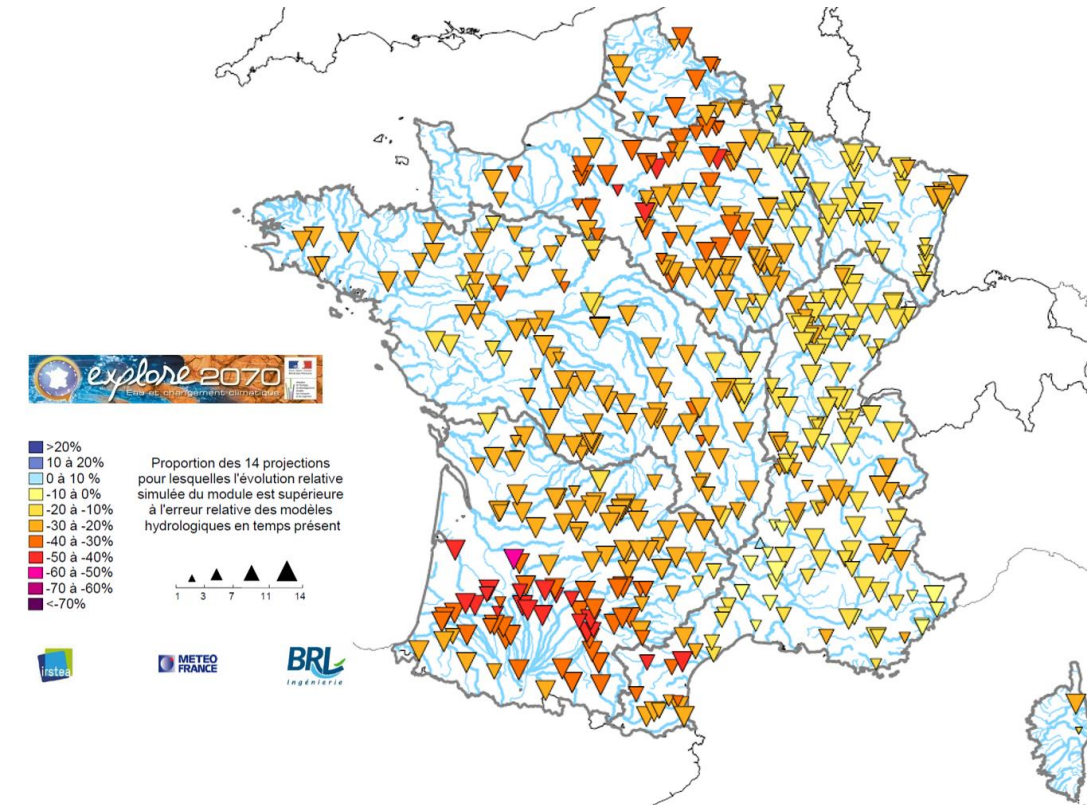 explore 2070
Eau et changement climatique
>20%
10 à 20%
0 à 10 %
-10 à 0%
-20 à -10%
-30 à -20%
-40 à -30%
-50 à -40%
-60 à -50%
-70 à -60%
<-70%
Proportion des 14 projections
pour lesquelles l'évolution relative
simulée du module est supérieure
à l'erreur relative des modèles
hydrologiques en temps présent
1 3 7 11 14
irstea
METEO
FRANCE
BRL
ingénierie